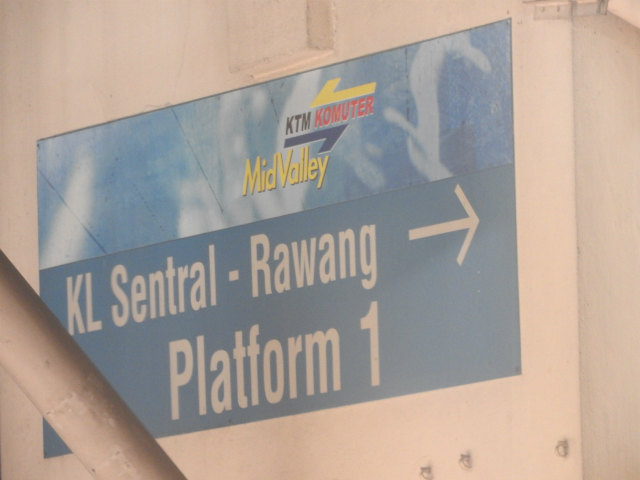 KTM KOMUTER
MidValley
KL Sentral - Rawang →
Platform 1